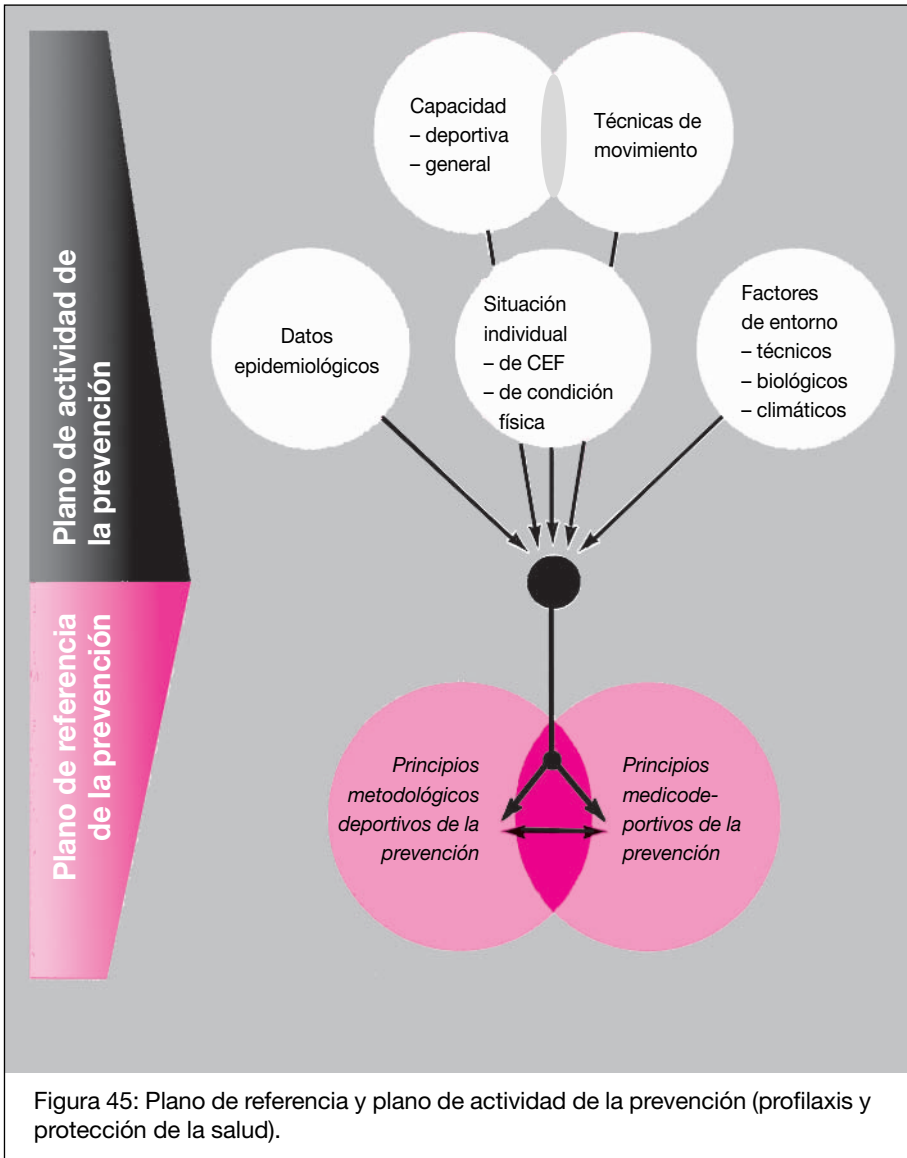 Plano de actividad de
la prevención
Plano de referencia
de la prevención
Capacidad
– deportiva
– general
Técnicas de
movimiento
Datos
epidemiológicos
Situación
individual
– de CEF
– de condición
física
Factores
de entorno
– técnicos
– biológicos
– climáticos
Principios
metodológicos
deportivos de la
prevención
Principios
medicode-
portivos de la
prevención
Figura 45: Plano de referencia y plano de actividad de la prevención (profilaxis y
protección de la salud).